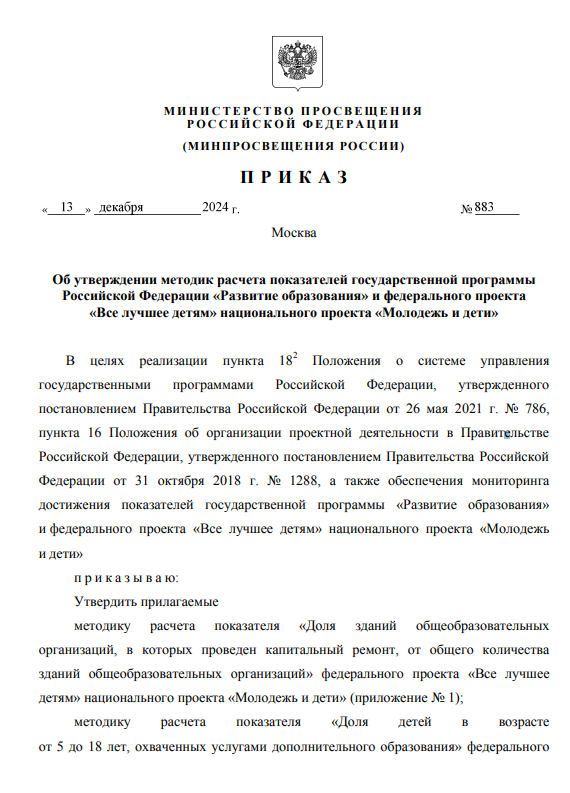 МИНИСТЕРСТВО ПРОСВЕЩЕНИЯ
РОССИЙСКОЙ ФЕДЕРАЦИИ
(МИНПРОСВЕЩЕНИЯ РОССИИ)
ПРИКАЗ
« 13 » декабря 2024 г. № 883
Москва
Об утверждении методик расчета показателей государственной программы
Российской Федерации «Развитие образования» и федерального проекта
«Все лучшее детям» национального проекта «Молодежь и дети»
В целях реализации пункта 18² Положения о системе управления
государственными программами Российской Федерации, утвержденного
постановлением Правительства Российской Федерации от 26 мая 2021 г. № 786,
пункта 16 Положения об организации проектной деятельности в Правительстве
Российской Федерации, утвержденного постановлением Правительства Российской
Федерации от 31 октября 2018 г. № 1288, а также обеспечения мониторинга
достижения показателей государственной программы «Развитие образования»
и федерального проекта «Все лучшее детям» национального проекта «Молодежь
и дети»
приказываю:
Утвердить прилагаемые
методику расчета показателя «Доля зданий общеобразовательных
организаций, в которых проведен капитальный ремонт, от общего количества
зданий общеобразовательных организаций» федерального проекта «Все лучшее
детям» национального проекта «Молодежь и дети» (приложение № 1);
методику расчета показателя «Доля детей в возрасте
от 5 до 18 лет, охваченных услугами дополнительного образования» федерального